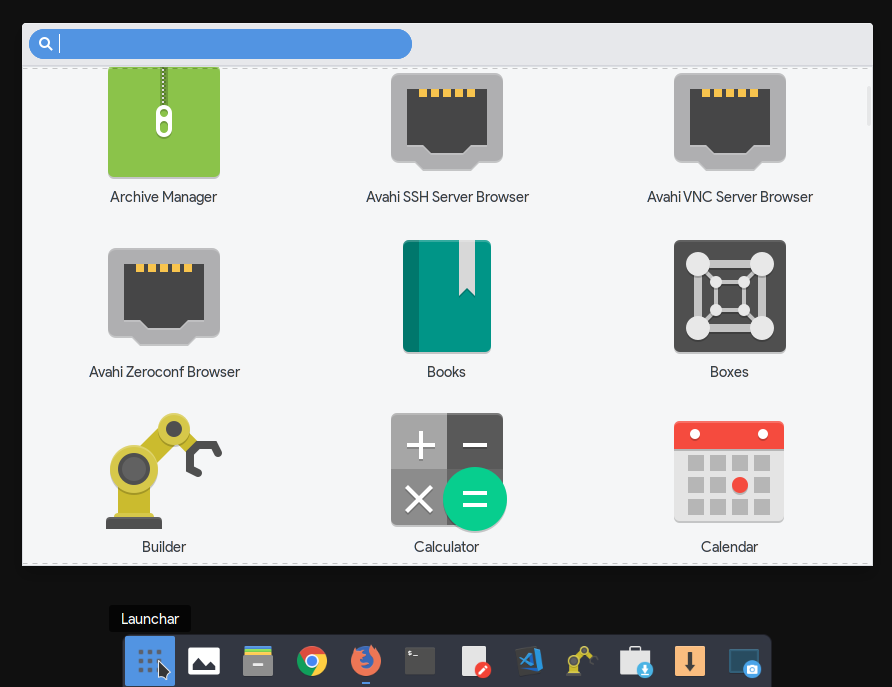 Archive Manager
Avahi SSH Server Browser
Avahi VNC Server Browser
Avahi Zeroconf Browser
Books
Boxes
Builder
Calculator
Calendar
Launchar
$_